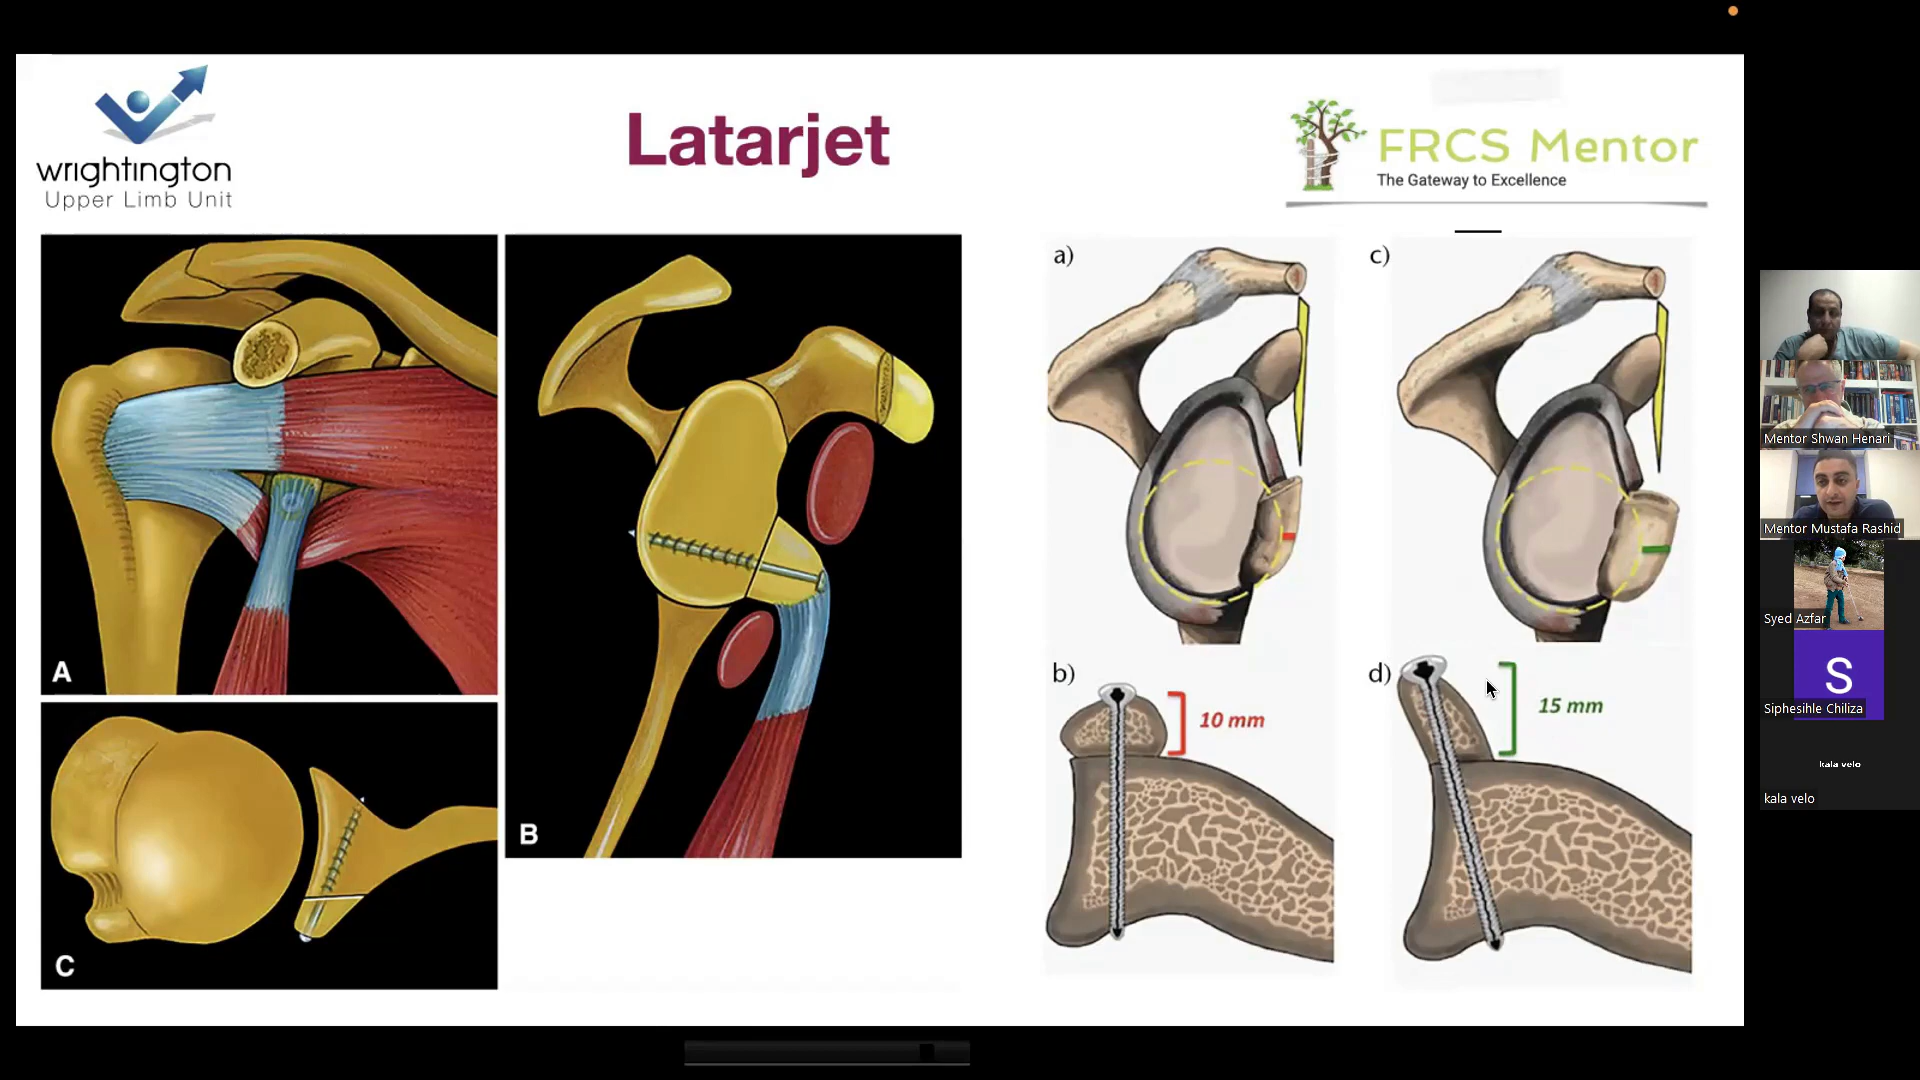 wrightington
Upper Limb Unit
Latarjet
FRCS Mentor
The Gateway to Excellence
A
B
C
a)
c)
b)
10 mm
d)
15 mm
Mentor Shwan Henari
Mentor Mustafa Rashid
Syed Azfar
S
Siphesihle Chiliza
kala velo
kala velo